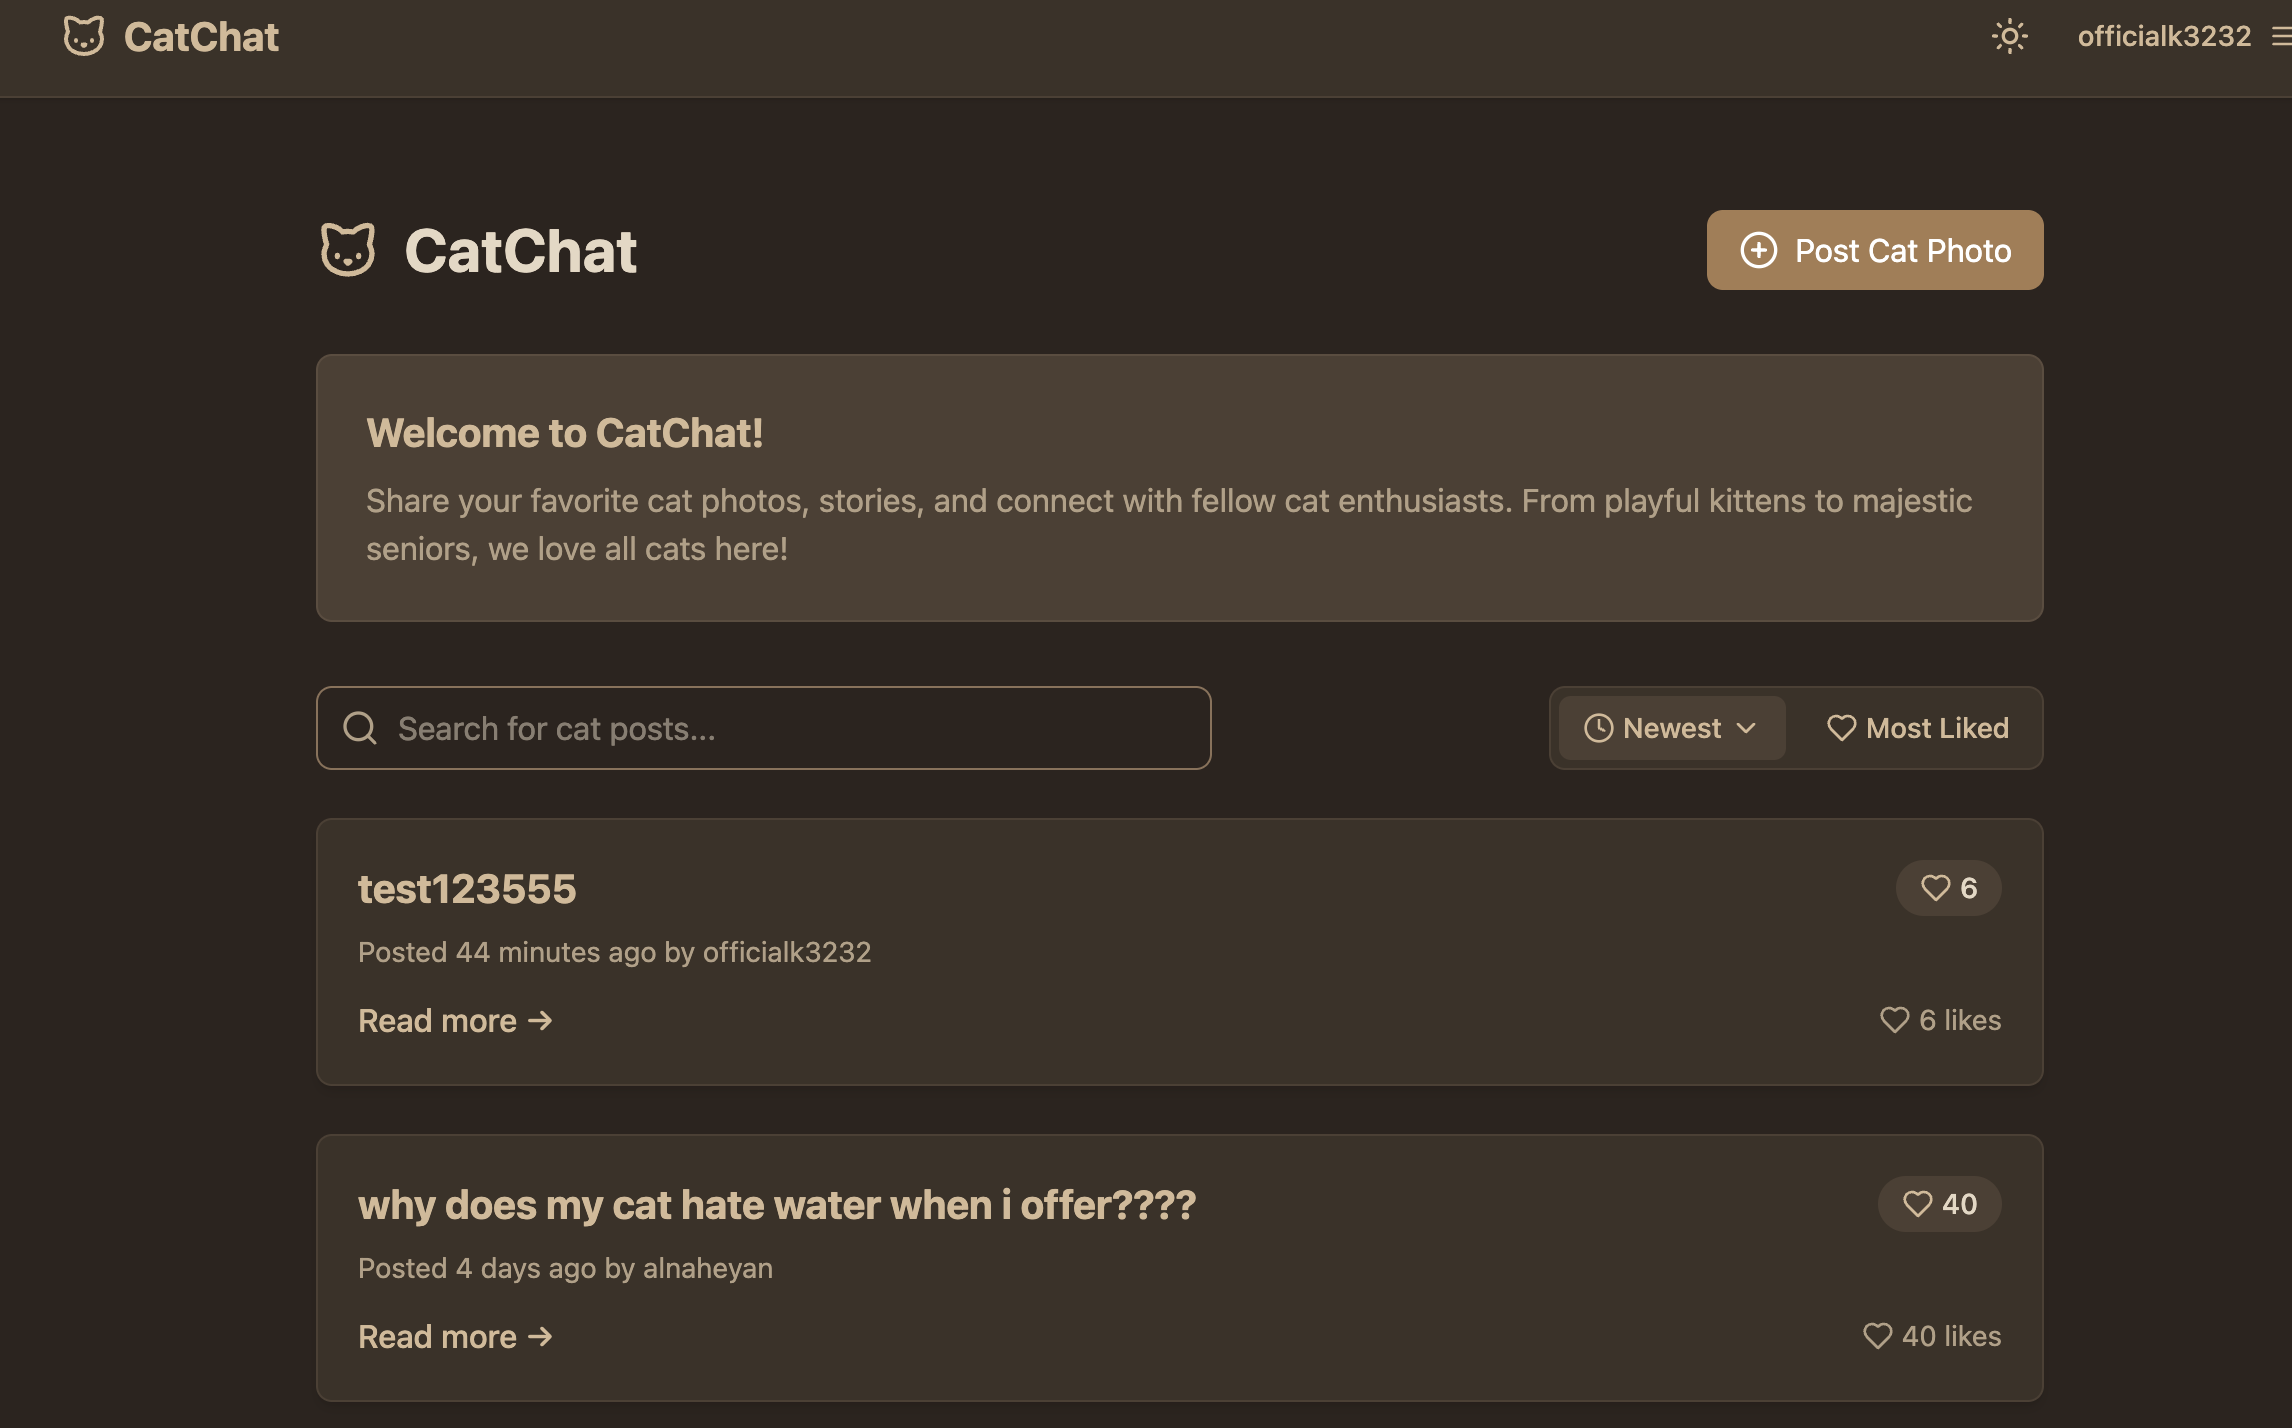 CatChat
officialk3232
CatChat
Post Cat Photo
Welcome to CatChat!
Share your favorite cat photos, stories, and connect with fellow cat enthusiasts. From playful kittens to majestic
seniors, we love all cats here!
Search for cat posts...
Newest
Most Liked
test123555
6
Posted 44 minutes ago by officialk3232
Read more →
6 likes
why does my cat hate water when i offer????
40
Posted 4 days ago by alnaheyan
Read more →
40 likes